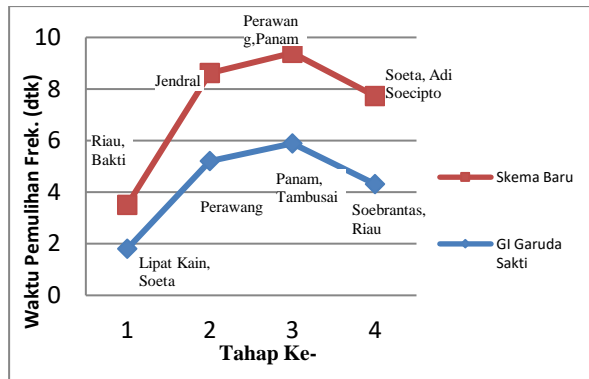 Waktu Pemulihan Frek. (dtk)
10
8
6
4
2
0
Perawan
g,Panam
Jendral
Soeta, Adi
Soecipto
Riau,
Bakti
Perawang
Panam,
Tambusai
Soebrantas,
Riau
Lipat Kain,
Soeta
1 2 3 4
Tahap Ke-
Skema Baru
GI Garuda
Sakti